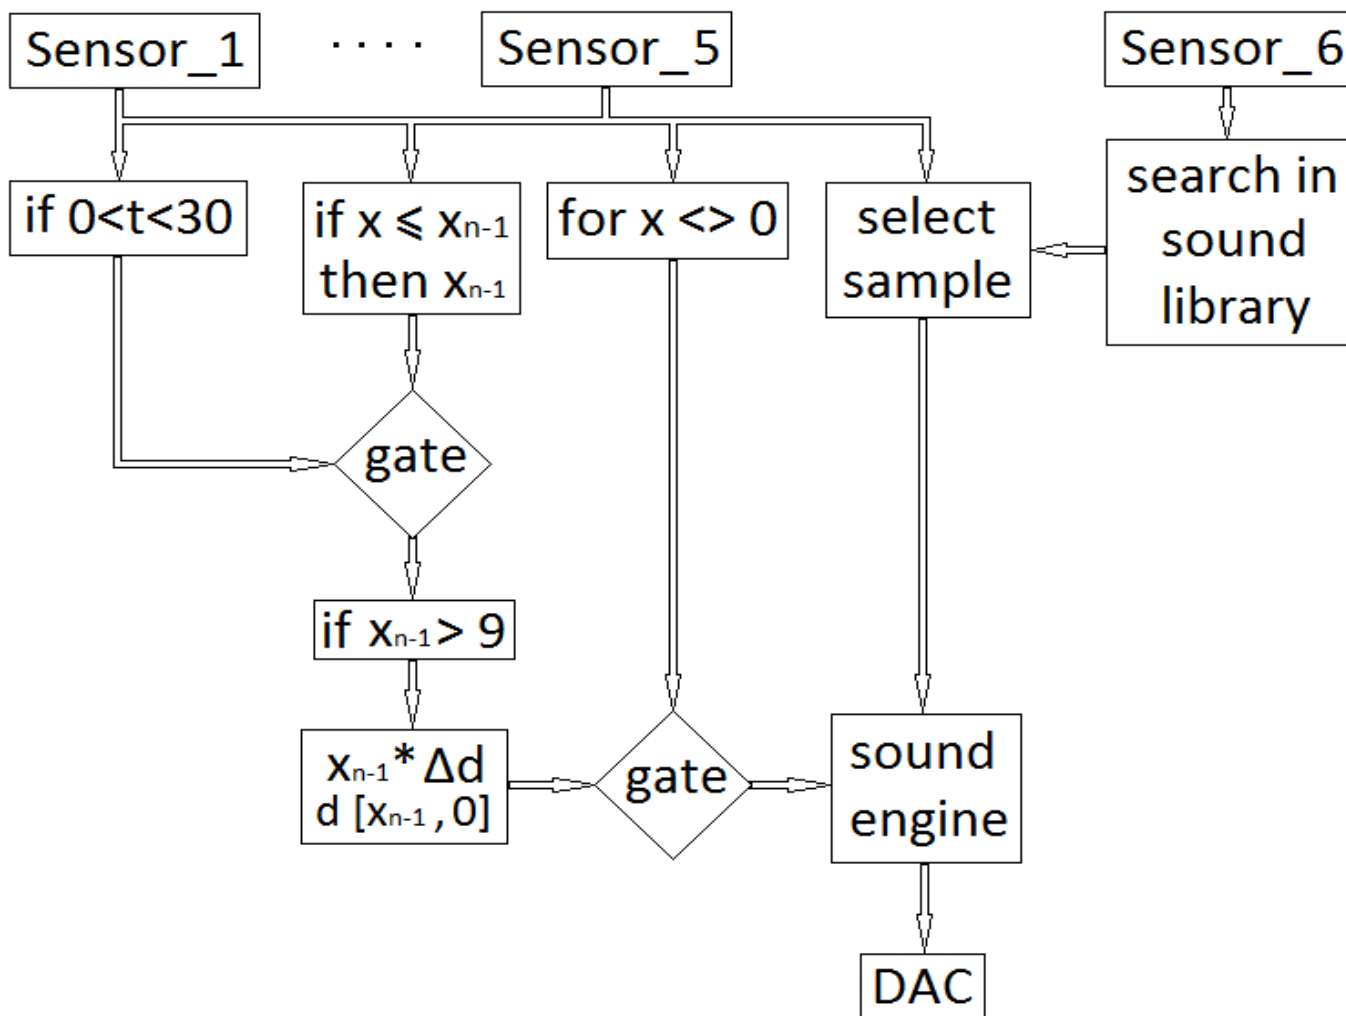 Sensor_1
. . . .
Sensor_5
Sensor_6
if 0<t<30
if x ⩽ xn-1
then xn-1
for x <> 0
select
sample
search in
sound
library
gate
if xn-1 > 9
xn-1 * Δd
d [xn-1 , 0]
gate
sound
engine
DAC